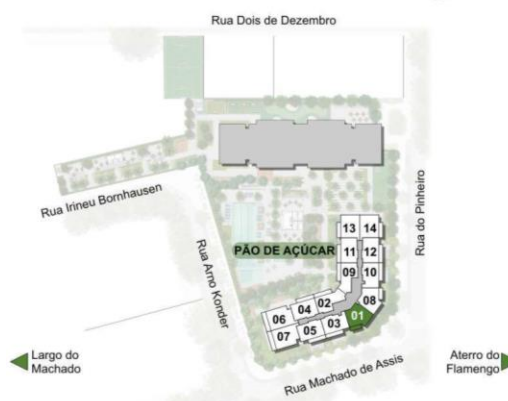 Rua Dois de Dezembro
Rua Irineu Bornhausen
Rua Arno Konder
Rua do Pinheiro
PÃO DE AÇÚCAR
13 14
11 12
09 10
08
01
02
04
06
03
05
07
Largo do
Machado
Rua Machado de Assis
Aterro do
Flamengo